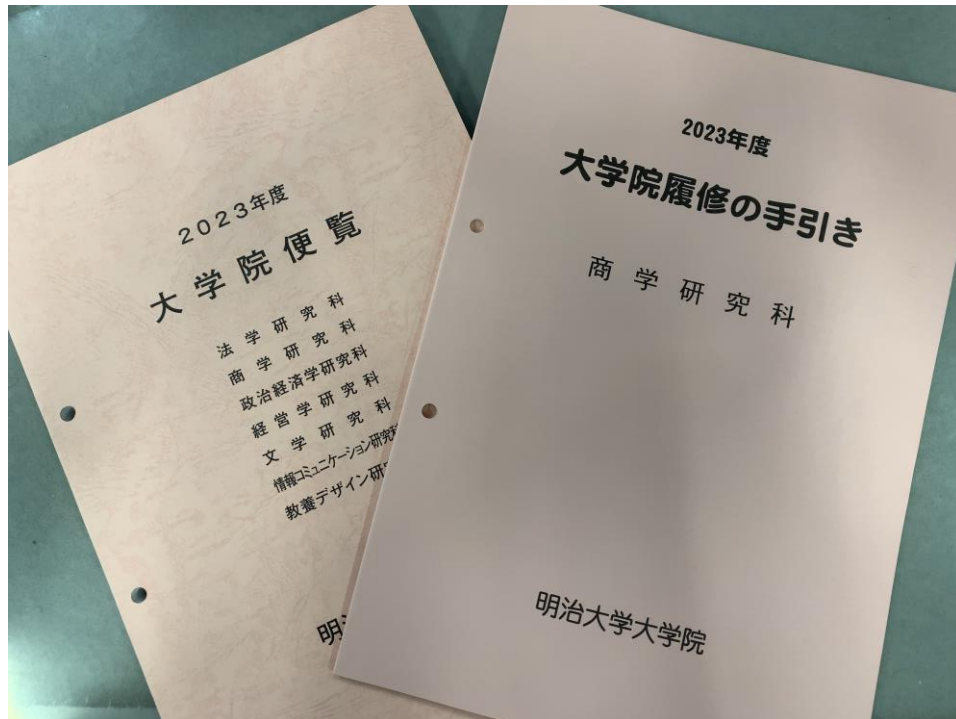 2023年度
大学院便覧
法学研究科
商学研究科
政治経済学研究科
経営学研究科
文学研究科
情報コミュニケーション研究科
教養デザイン研
明
2023年度
大学院履修の手引き
商学研究科
明治大学大学院